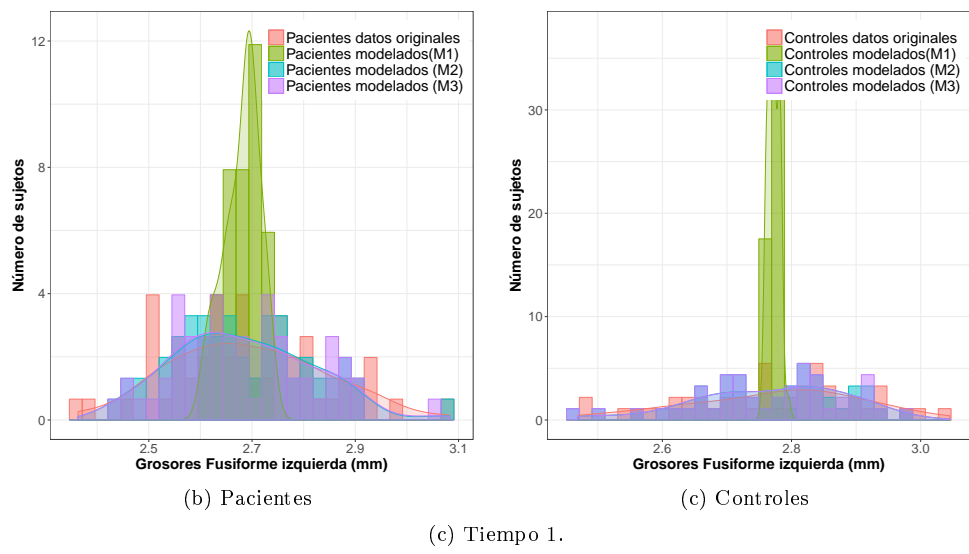 Número de sujetos
12
8
4
0
Pacientes datos originales
Pacientes modelados(M1)
Pacientes modelados (M2)
Pacientes modelados (M3)
2.5
2.7
2.9
3.1
Grosores Fusiforme izquierda (mm)
(b) Pacientes
Número de sujetos
30
20
10
0
Controles datos originales
Controles modelados(M1)
Controles modelados (M2)
Controles modelados (M3)
2.6
2.8
3.0
Grosores Fusiforme izquierda (mm)
(c) Controles
(c) Tiempo 1.